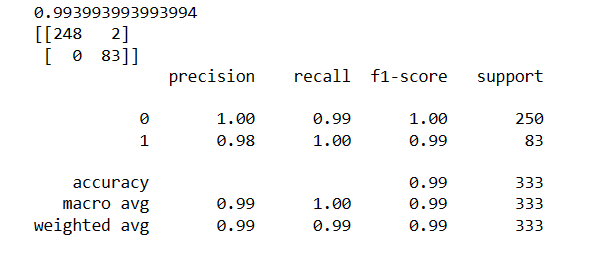 0.993993993993994
[[248   2]
 [  0  83]]
              precision    recall  f1-score   support

           0       1.00      0.99      1.00       250
           1       0.98      1.00      0.99        83

    accuracy                           0.99       333
   macro avg       0.99      1.00      0.99       333
weighted avg       0.99      0.99      0.99       333